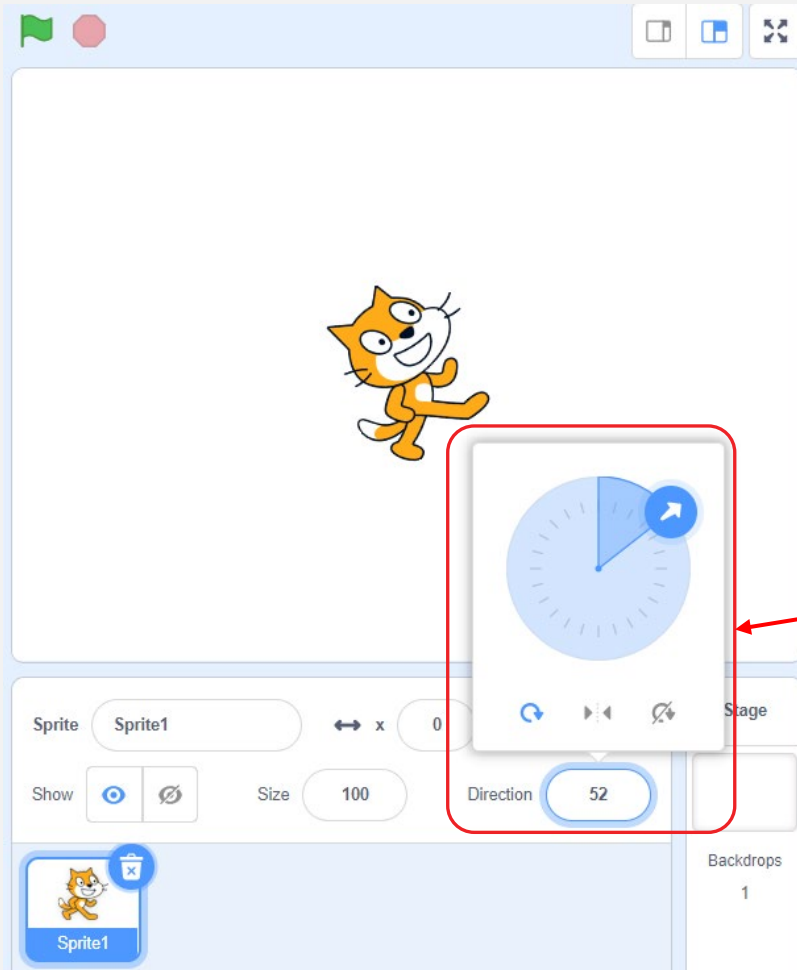 Sprite Sprite1 x 0 Stage
Show Size 100 Direction 52
Backdrops
1
Sprite1